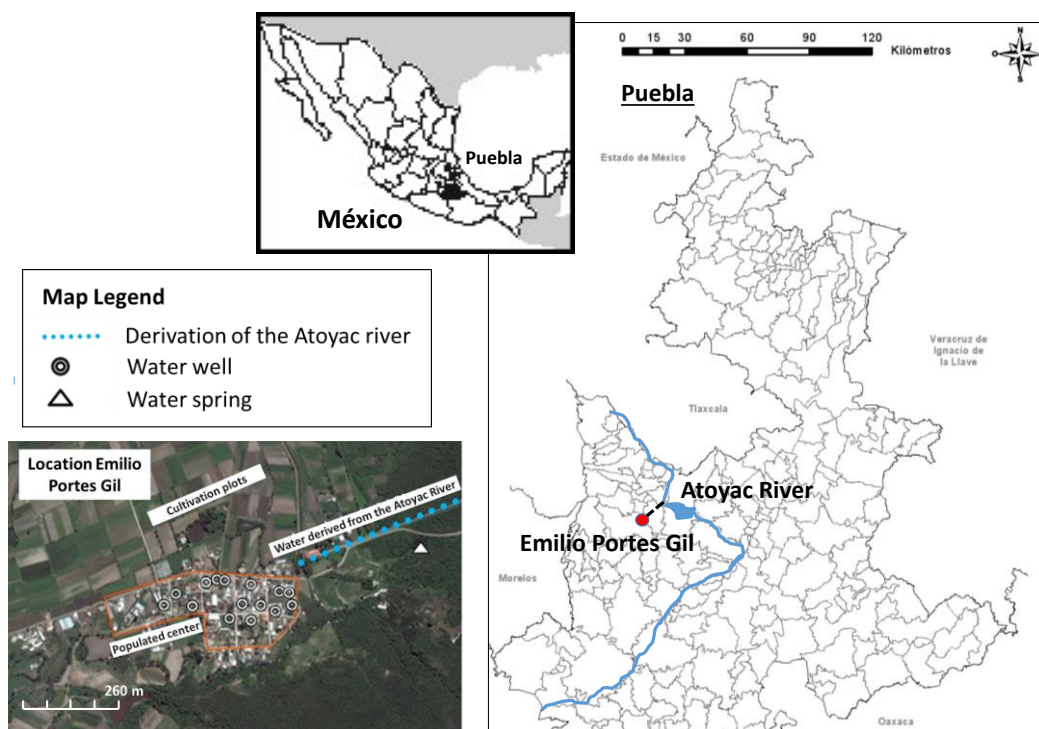 Puebla
México
0 15 30 60 90 120
Kilómetros
N
O E
S
Puebla
Estado de México
Veracruz de
Ignacio de
la Llave
Tlaxcala
Atoyac River
Emilio Portes Gil
Morelos
Oaxaca
Map Legend
Derivation of the Atoyac river
Water well
Water spring
Location Emilio
Portes Gil
Cultivation plots
Water derived from the Atoyac River
Populated center
260 m